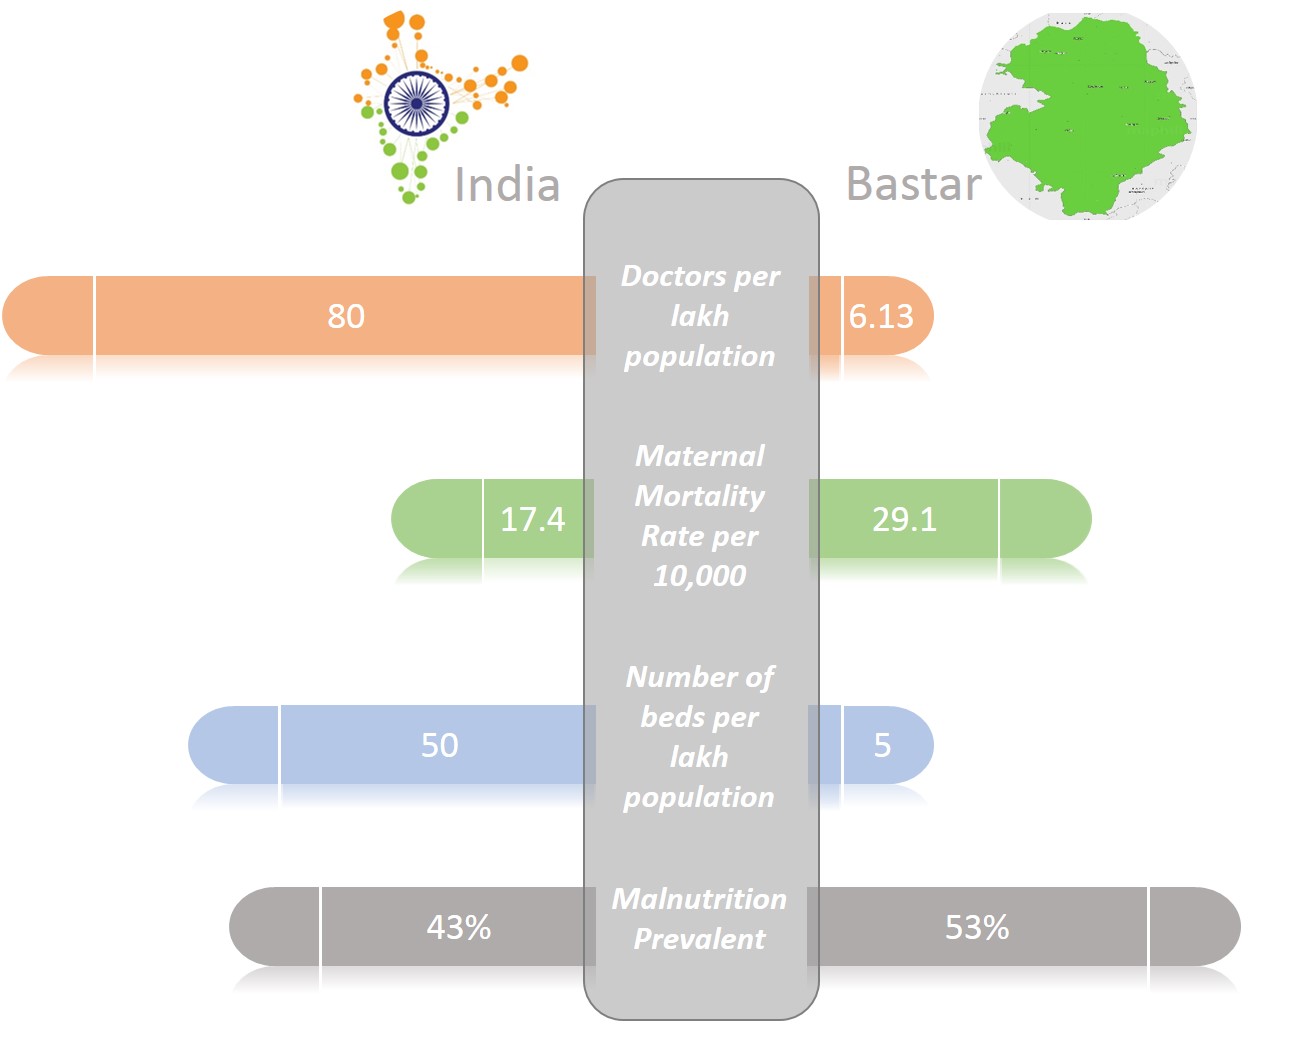 India
Bastar
Doctors per
lakh
population
80
6.13
Maternal
Mortality
Rate per
10,000
17.4
29.1
Number of
beds per
lakh
population
50
5
Malnutrition
Prevalent
43%
53%